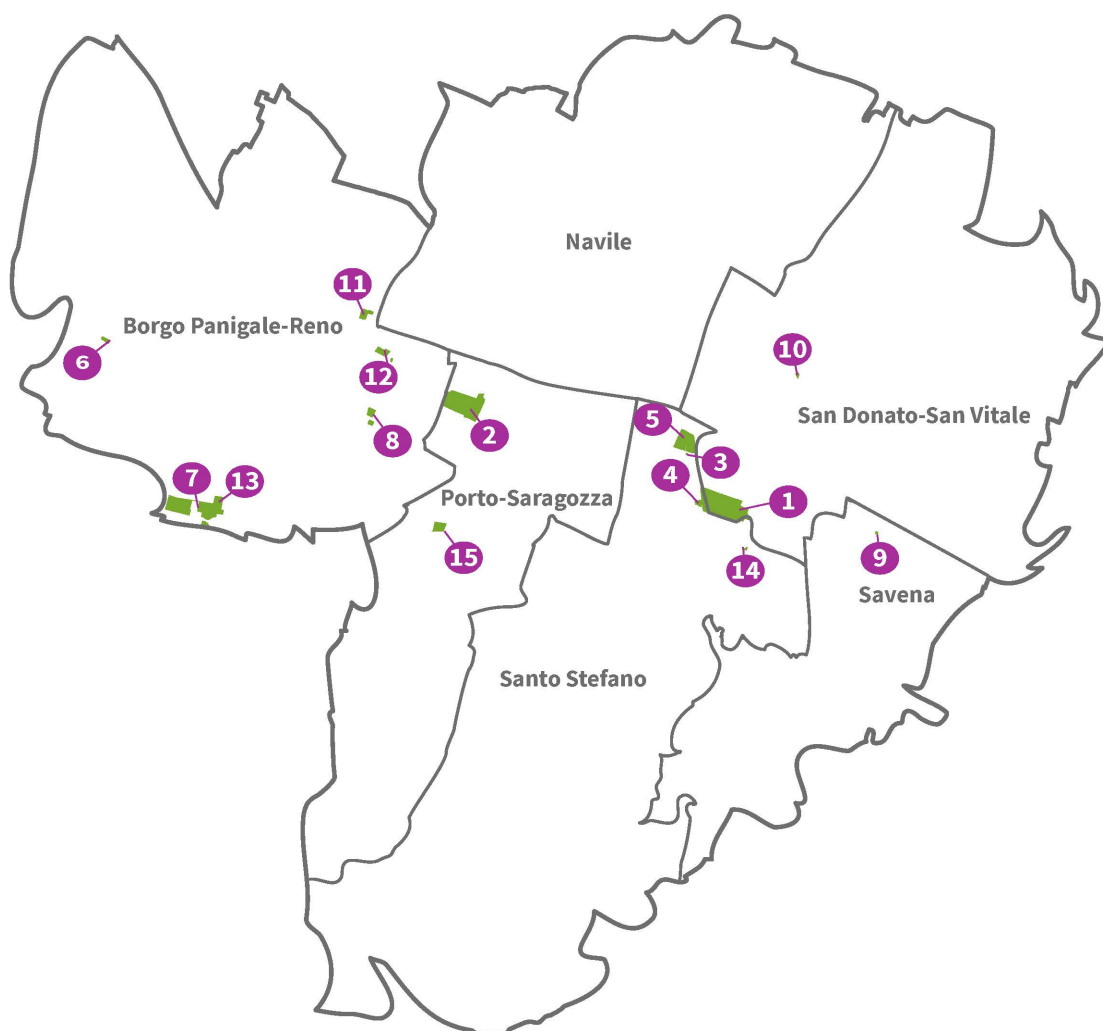 Navile
11
Borgo Panigale-Reno
6
12
10
8
2
5
San Donato-San Vitale
3
4
7
13
Porto-Saragozza
1
15
14
9
Savena
Santo Stefano